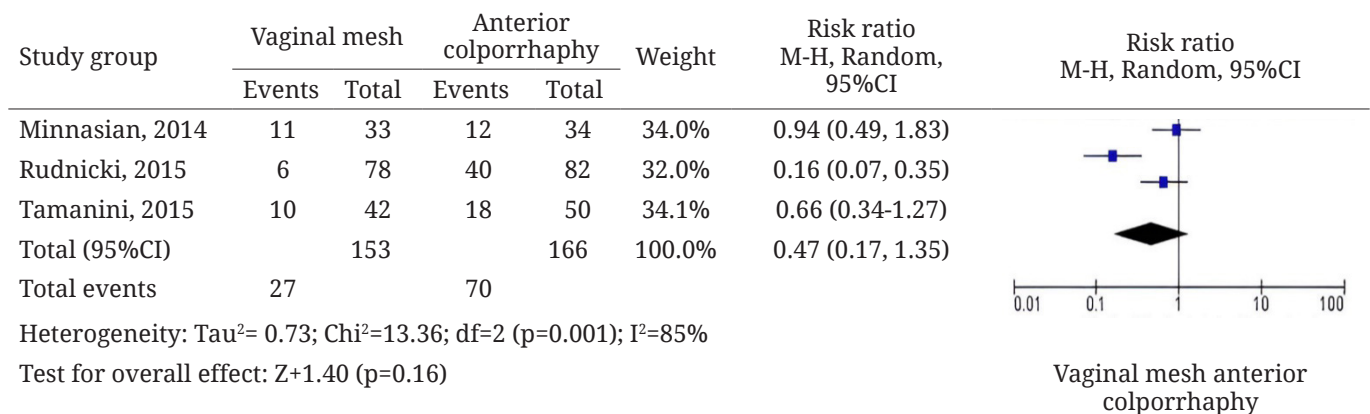 Study group Vaginal mesh Anterior colporrhaphy Weight Risk ratio M-H, Random, 95%CI Risk ratio M-H, Random, 95%CI
Events Total Events Total
Minnasian, 2014 11 33 12 34 34.0% 0.94 (0.49, 1.83)
Rudnicki, 2015 6 78 40 82 32.0% 0.16 (0.07, 0.35)
Tamanini, 2015 10 42 18 50 34.1% 0.66 (0.34-1.27)
Total (95%CI) 153 166 100.0% 0.47 (0.17, 1.35)
Total events 27 70
0.01 0.1 1 10 100
Heterogeneity: Tau²= 0.73; Chi²=13.36; df=2 (p=0.001); I²=85%
Test for overall effect: Z+1.40 (p=0.16)
Vaginal mesh anterior
colporrhaphy